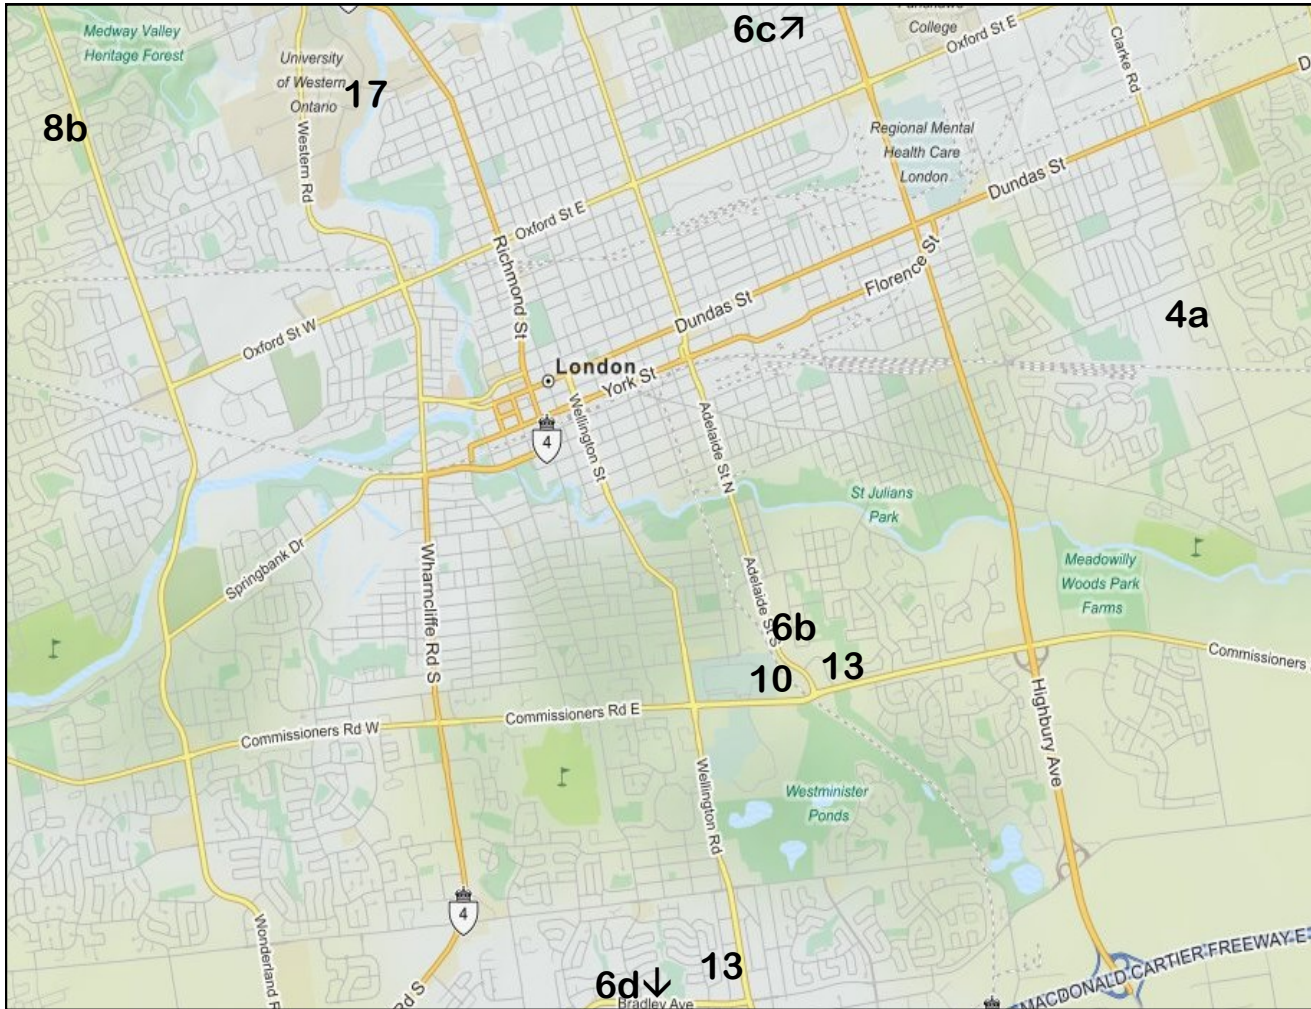 Medway Valley
Heritage Forest
6c↗
College
Oxford St E
Clarke Rd
University
of Western
Ontario
17
8b
Western Rd
Regional Mental
Health Care
London
Dundas St
Oxford St E
Richmond St
Florence St
4a
Oxford St W
Dundas St
London
York St
4
Wellington St
Adelaide St N
St Julians
Park
Springbank Dr
Wharncliffe Rd S
Adelaide St S
Meadowilly
Woods Park
Farms
6b
10
13
Commissioners
Commissioners Rd E
Commissioners Rd W
Highbury Ave
Wellington Rd
Westminister
Ponds
4
Wonderland R
Rd S
6d↓
13
Bradley Ave
MACDONALD CARTIER FREEWAY E